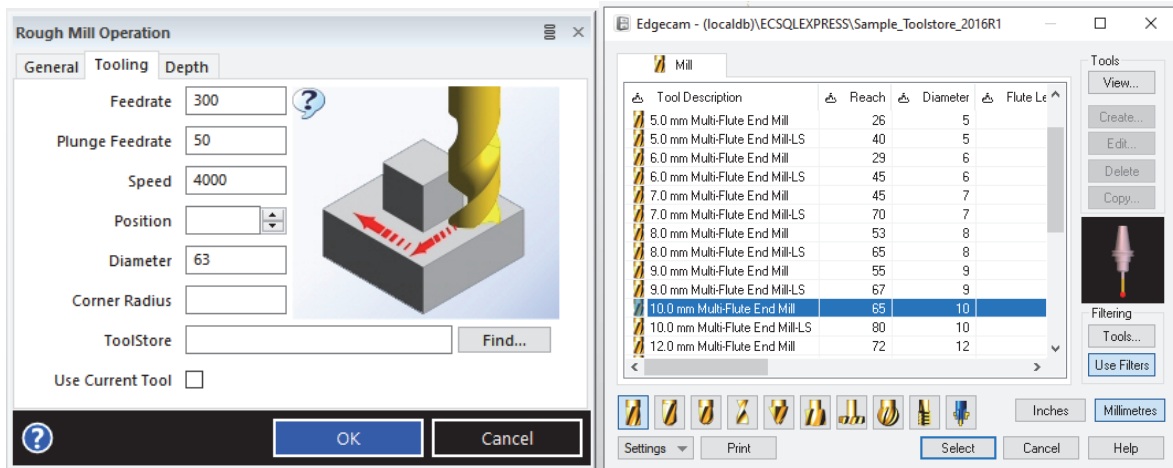 Rough Mill Operation
General Tooling Depth
Feedrate 300
Plunge Feedrate 50
Speed 4000
Position
Diameter 63
Corner Radius
ToolStore Find...
Use Current Tool
OK Cancel
Edgecam - (localdb)\ECSQLEXPRESS\Sample_Toolstore_2016R1
Mill
Tool Description Reach Diameter Flute Le
5.0 mm Multi-Flute End Mill 26 5
5.0 mm Multi-Flute End Mill-LS 40 5
6.0 mm Multi-Flute End Mill 29 6
6.0 mm Multi-Flute End Mill-LS 45 6
7.0 mm Multi-Flute End Mill 45 7
7.0 mm Multi-Flute End Mill-LS 70 7
8.0 mm Multi-Flute End Mill 53 8
8.0 mm Multi-Flute End Mill-LS 65 8
9.0 mm Multi-Flute End Mill 55 9
9.0 mm Multi-Flute End Mill-LS 67 9
10.0 mm Multi-Flute End Mill 65 10
10.0 mm Multi-Flute End Mill-LS 80 10
12.0 mm Multi-Flute End Mill 72 12
Tools
View...
Create...
Edit...
Delete
Copy...
Filtering
Tools...
Use Filters
Inches Millimetres
Settings Print Select Cancel Help